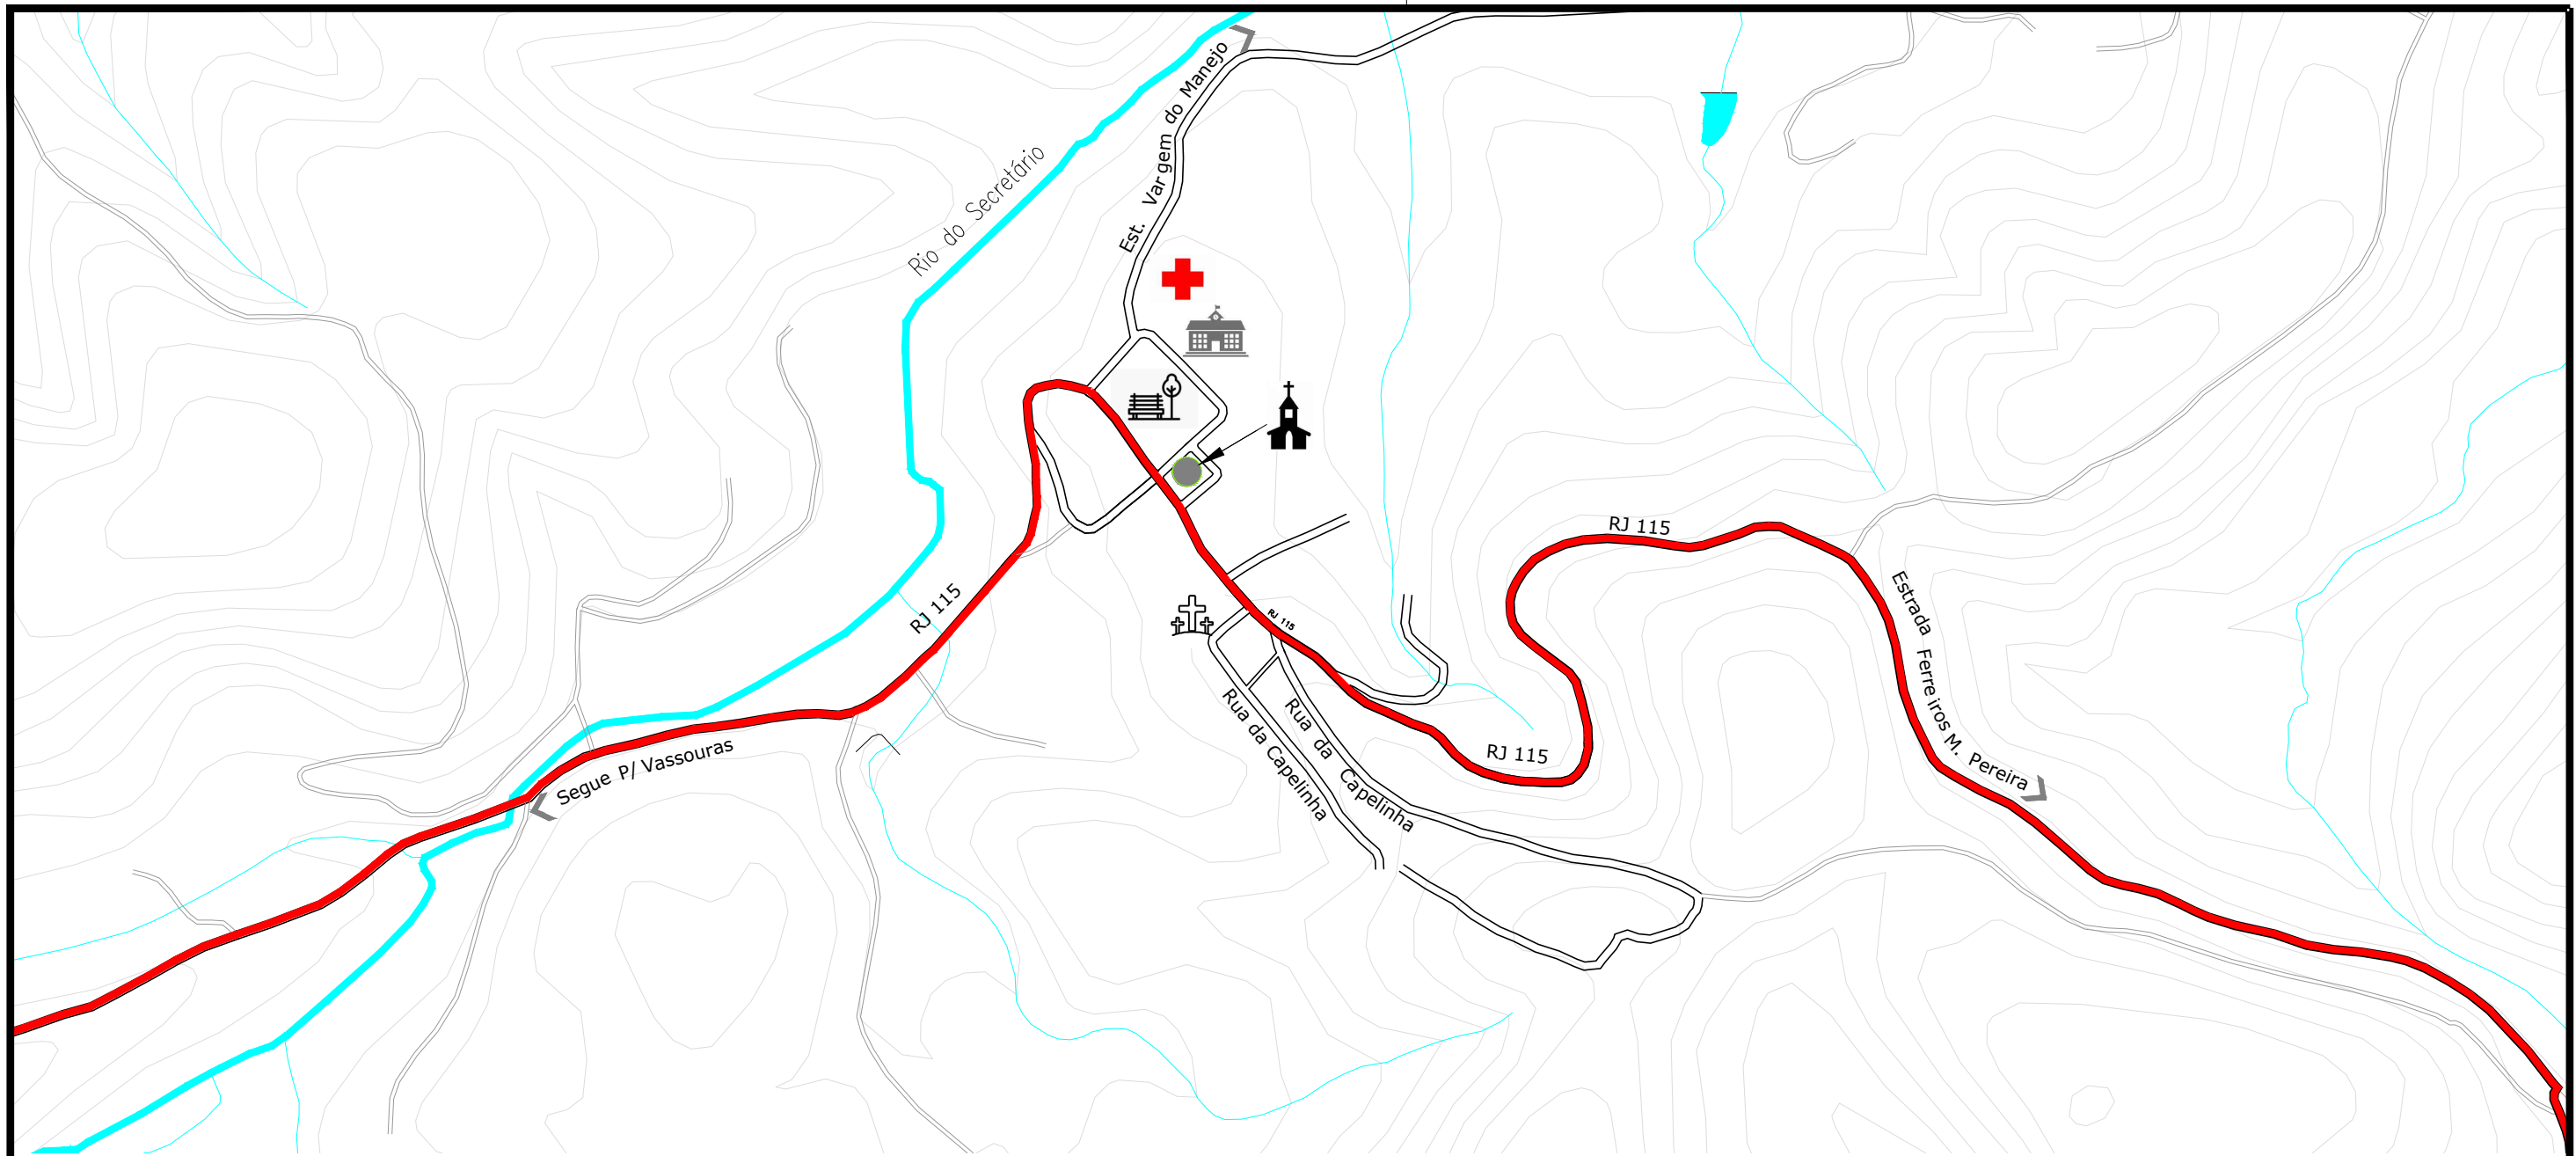 Est. Vargem do Manejo
Rio do Secretário
RJ 115
RJ 115
Estrada Ferreiros M. Pereira
RJ 115
RJ 115
Rua da Capelinha
Rua da Capelinha
Segue P/ Vassouras